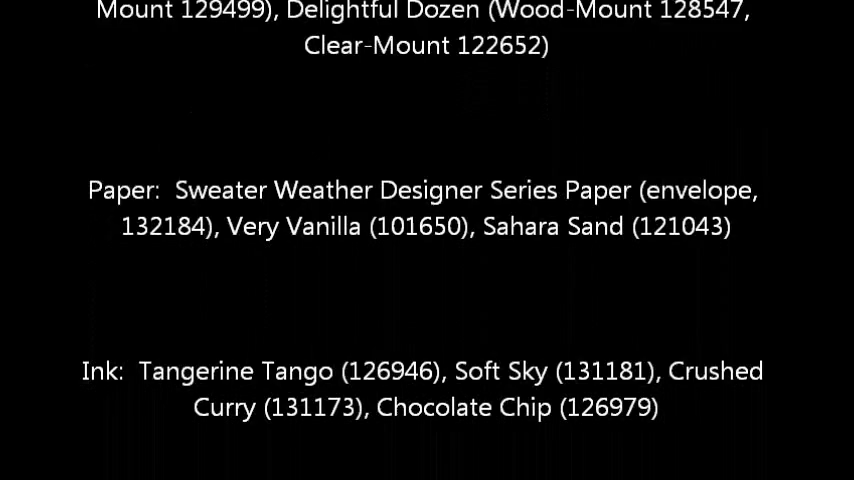 Mount 129499), Delightful Dozen (Wood-Mount 128547,
Clear-Mount 122652)
Paper:  Sweater Weather Designer Series Paper (envelope,
132184), Very Vanilla (101650), Sahara Sand (121043)
Ink:  Tangerine Tango (126946), Soft Sky (131181), Crushed
Curry (131173), Chocolate Chip (126979)